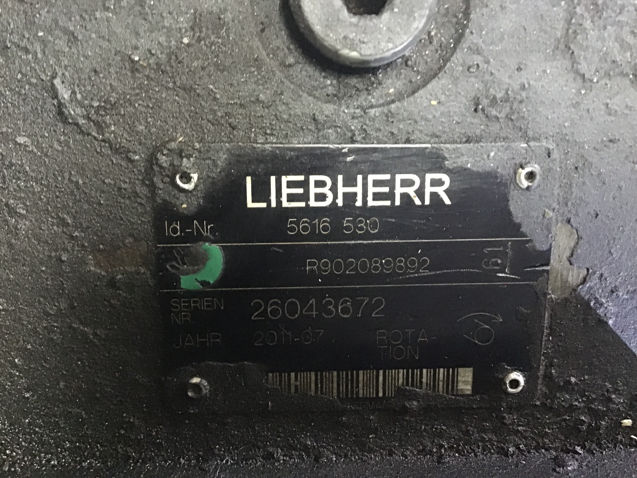 LIEBHERR
Id.-Nr. 5616 530
R902089892 61
SERIEN NR. 26043672
JAHR 2011-07 ROTA-
TION